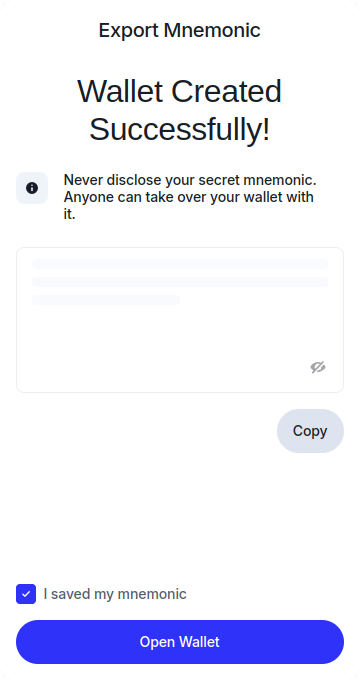 Export Mnemonic
Wallet Created
Successfully!
Never disclose your secret mnemonic.
Anyone can take over your wallet with
it.
Copy
I saved my mnemonic
Open Wallet